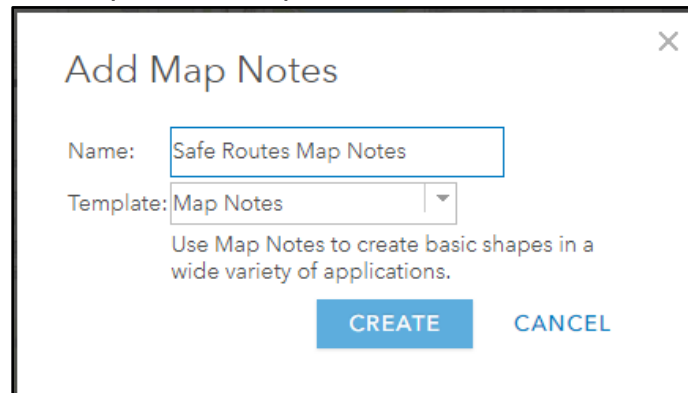 Add Map Notes
Name: Safe Routes Map Notes
Template: Map Notes
Use Map Notes to create basic shapes in a
wide variety of applications.
CREATE CANCEL